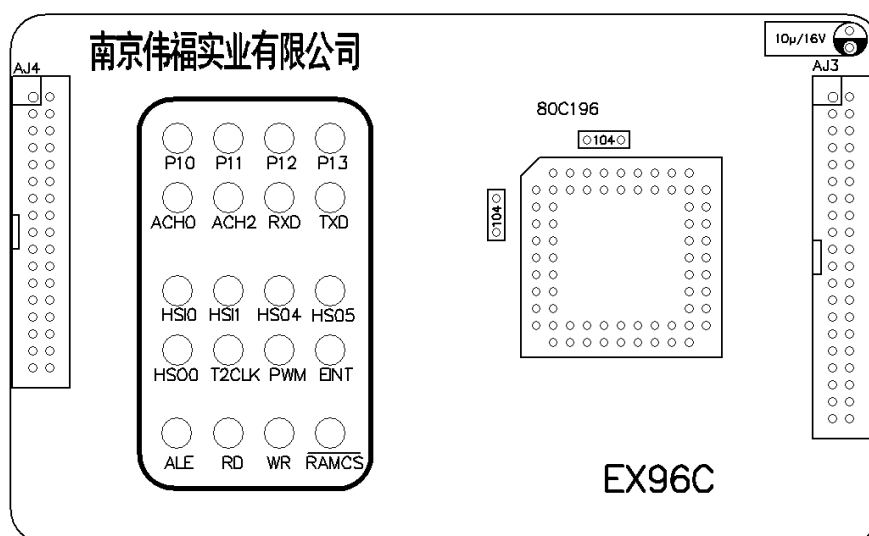 南京伟福实业有限公司
10μ/16V
AJ4
AJ3
80C196
104
P10 P11 P12 P13
104
ACH0 ACH2 RXD TXD
HSI0 HSI1 HSO4 HSO5
HSO0 T2CLK PWM EINT
ALE RD WR RAMCS
EX96C